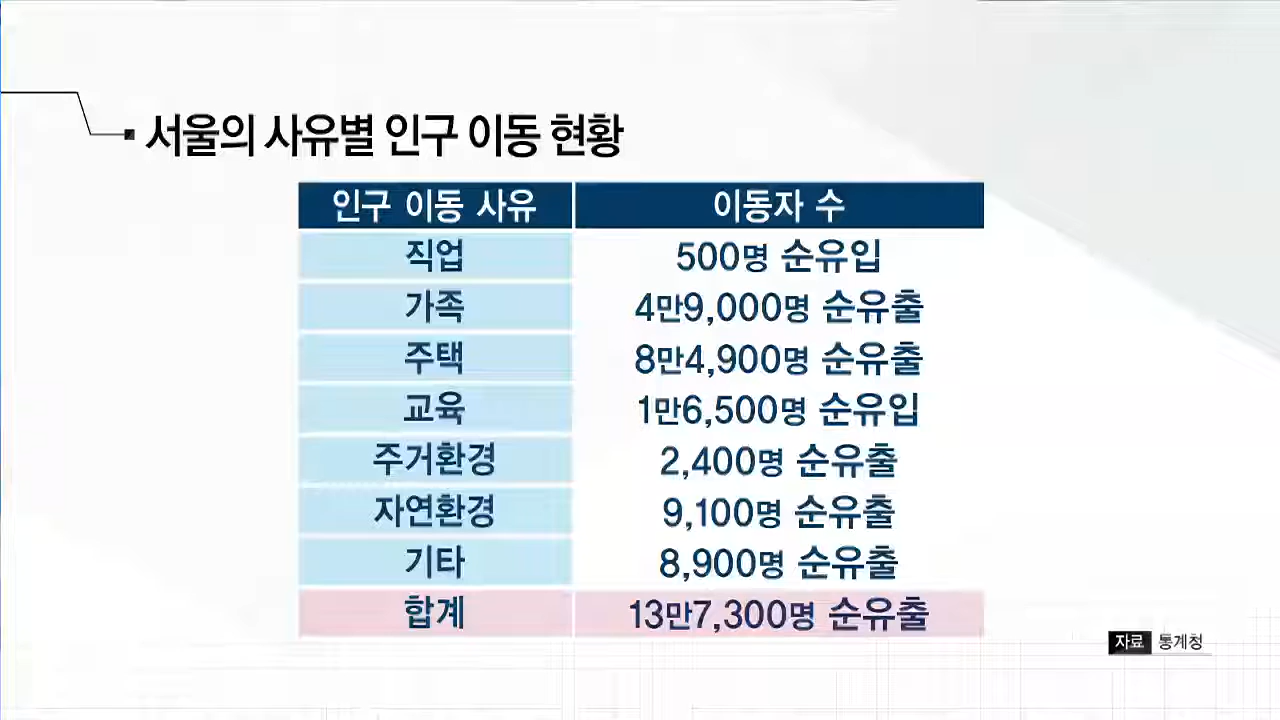 서울의 사유별 인구 이동 현황
인구 이동 사유 이동자 수
직업 500명 순유입
가족 4만9,000명 순유출
주택 8만4,900명 순유출
교육 1만6,500명 순유입
주거환경 2,400명 순유출
자연환경 9,100명 순유출
기타 8,900명 순유출
합계 13만7,300명 순유출
자료 통계청